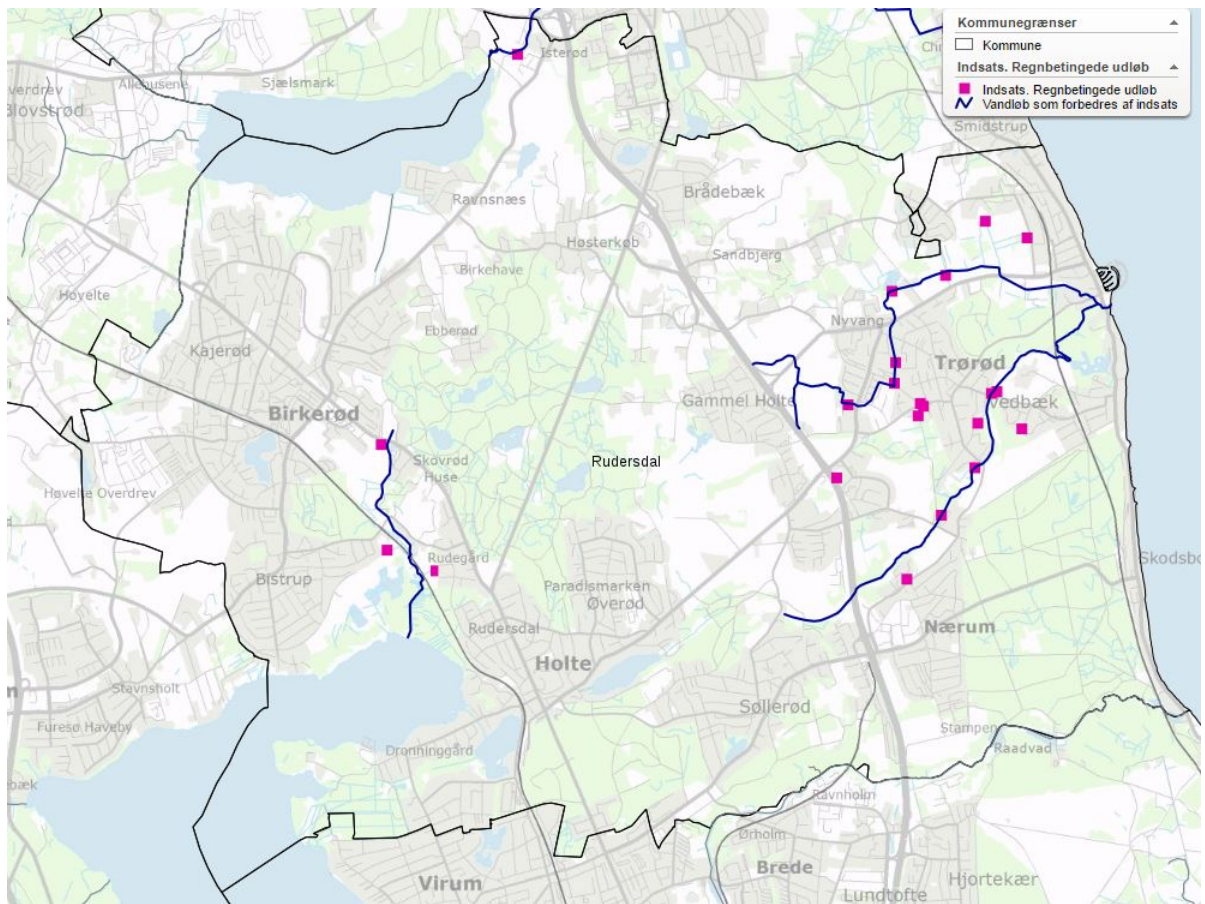 Kommunegrænser
Kommune
Indsats. Regnbetingede udløb
Indsats. Regnbetingede udløb
Vandløb som forbedres af indsats
Isterød
Sjælsmark
Allehusene
Blovstrød
Smidstrup
Brådebæk
Ravnsnæs
Høsterkøb
Sandbjerg
Birkehave
Høvelte
Nyvang
Ebberød
Kajerød
Trørød
Gammel Holte
Vedbæk
Birkerød
Skovrød
Huse
Rudersdal
Høvelte Overdrev
Rudegård
Bistrup
Paradismarken
Øverød
Rudersdal
Nærum
Holte
Stavnsholt
Søllerød
Furesø Haveby
Stampen
Dronninggård
Raadvad
Ravnholm
Ørholm
Brede
Virum
Hjortekær
Lundtofte